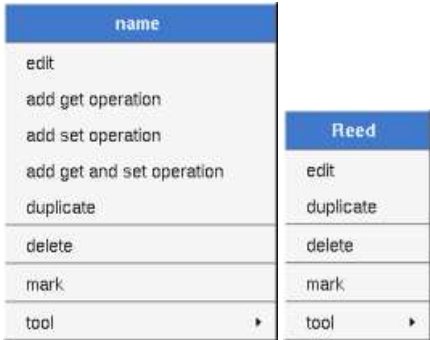 name
edit
add get operation
add set operation
add get and set operation
duplicate
delete
mark
tool
Reed
edit
duplicate
delete
mark
tool